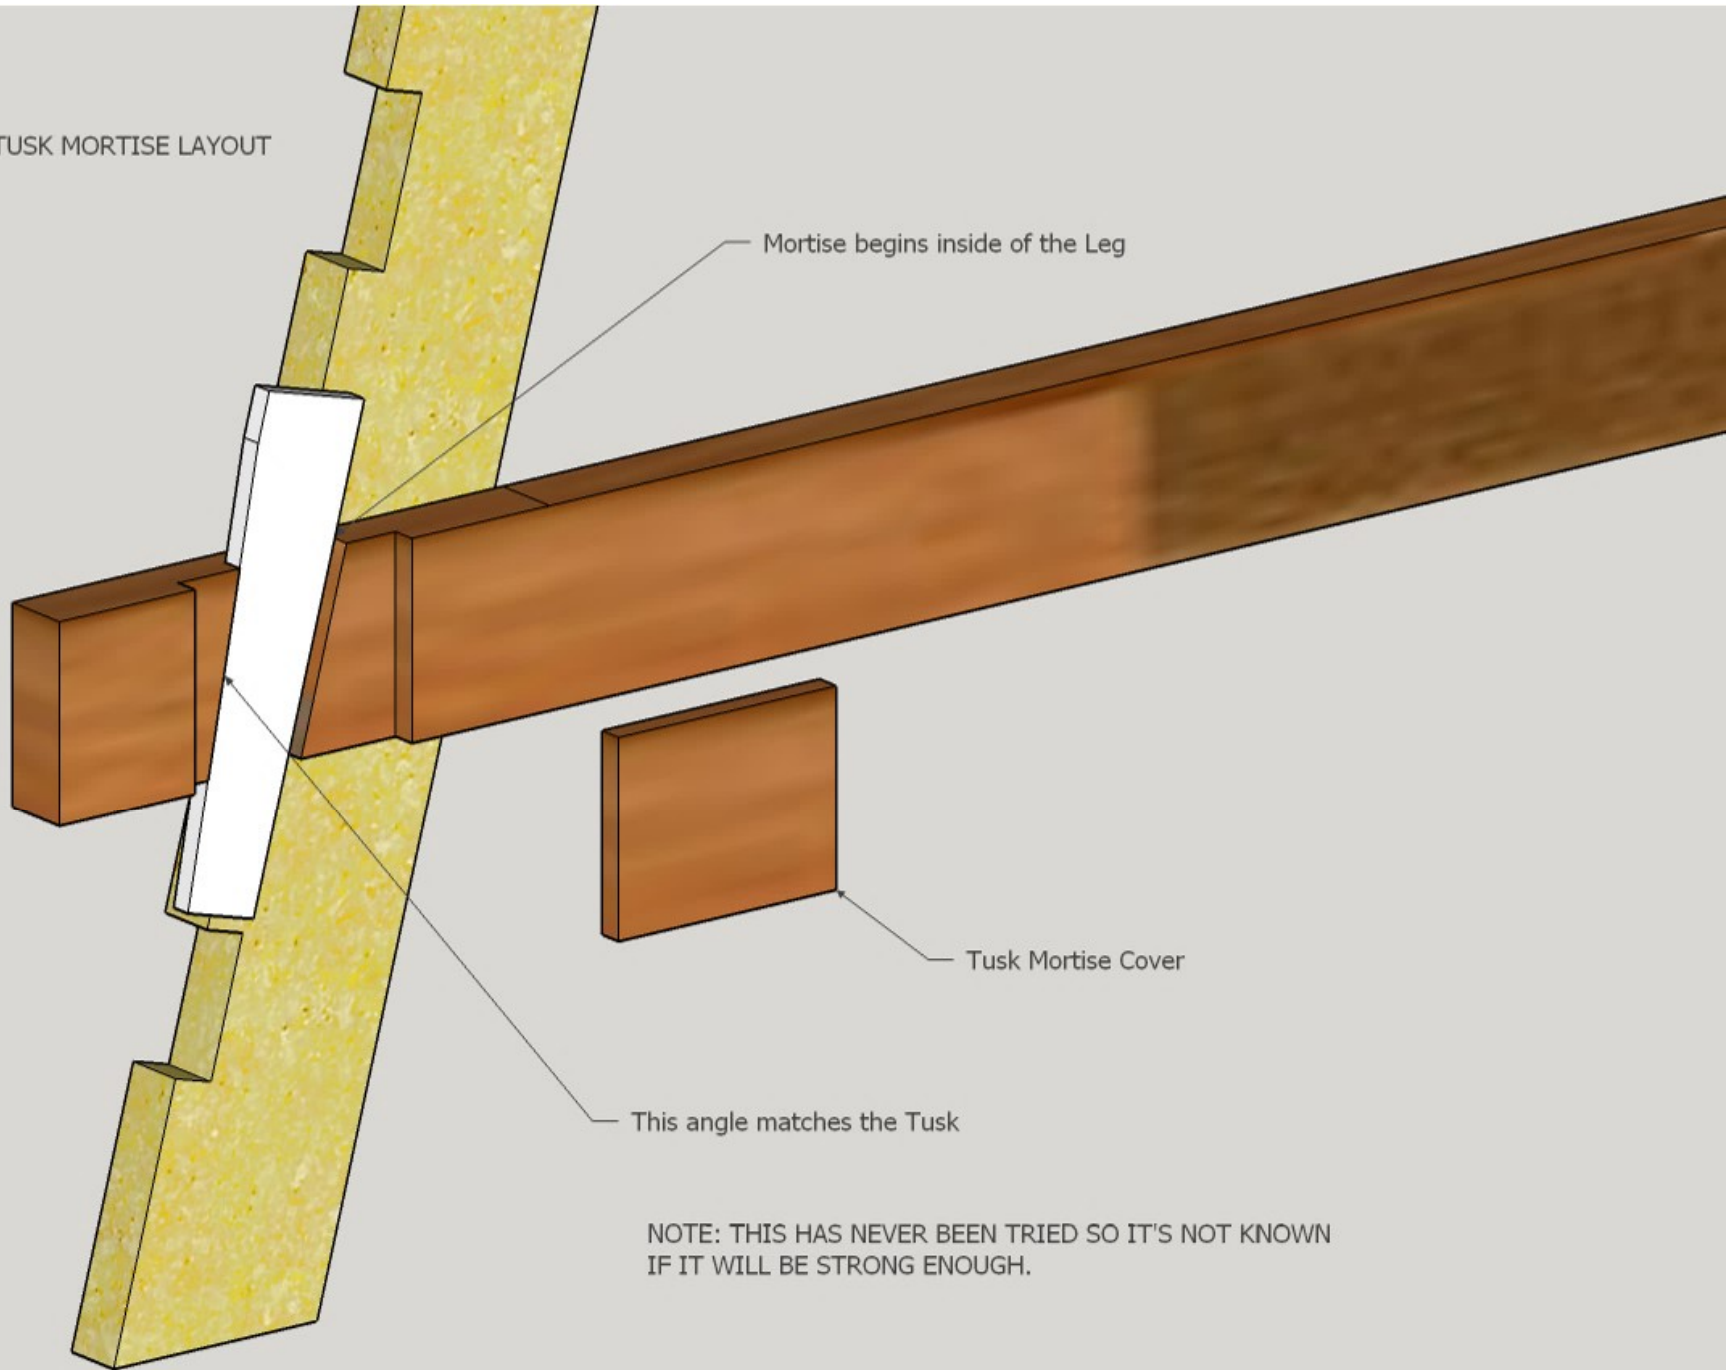 TUSK MORTISE LAYOUT
Mortise begins inside of the Leg
Tusk Mortise Cover
This angle matches the Tusk
NOTE: THIS HAS NEVER BEEN TRIED SO IT'S NOT KNOWN
IF IT WILL BE STRONG ENOUGH.